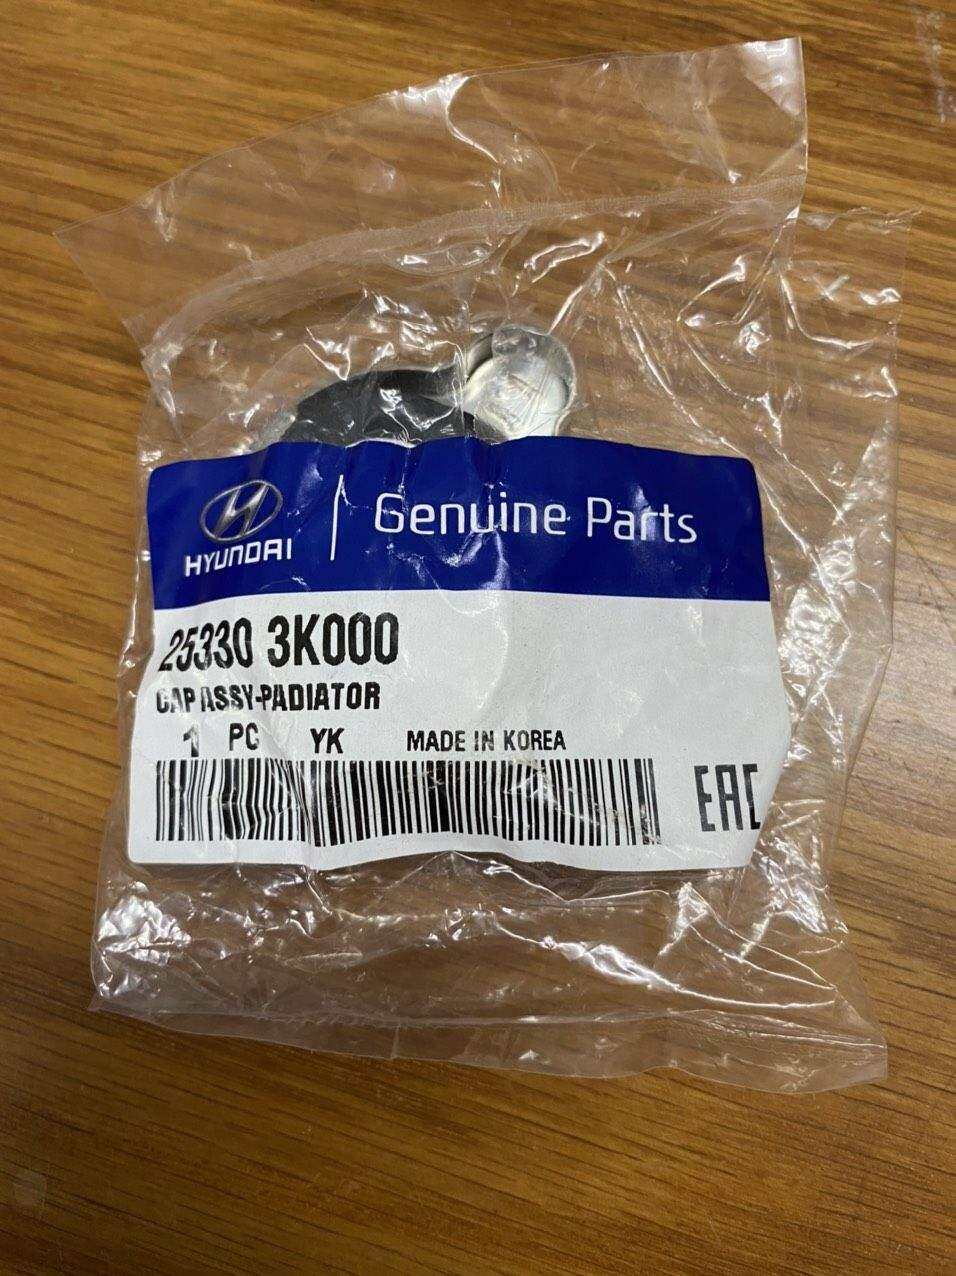 HYUNDAI
Genuine Parts
25330 3K000
CAP ASSY-PADIATOR
1 PC YK MADE IN KOREA
EAC